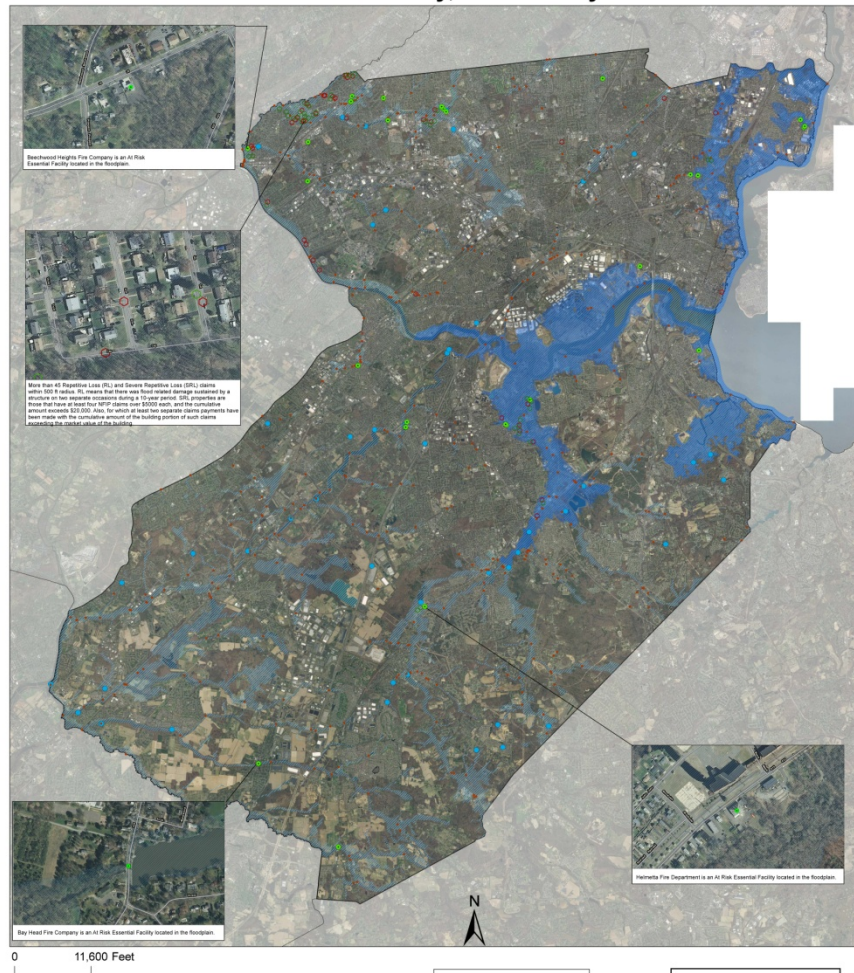 Beechwood Heights Fire Company is an At Risk
Essential Facility located in the floodplain.
More than 45 Repetitive Loss (RL) and Severe Repetitive Loss (SRL) claims
within 500 ft radius. RL means that there was flood related damage sustained by a
structure on two separate occasions during a 10-year period. SRL properties are
those that have at least four NFIP claims over $5000 each, and the cumulative
amount exceeds $20,000. Also, for which at least two separate claims payments have
been made with the cumulative amount of the building portion of such claims
exceeding the market value of the building.
Helmetta Fire Department is an At Risk Essential Facility located in the floodplain.
Bay Head Fire Company is an At Risk Essential Facility located in the floodplain.
N
0 11,600 Feet